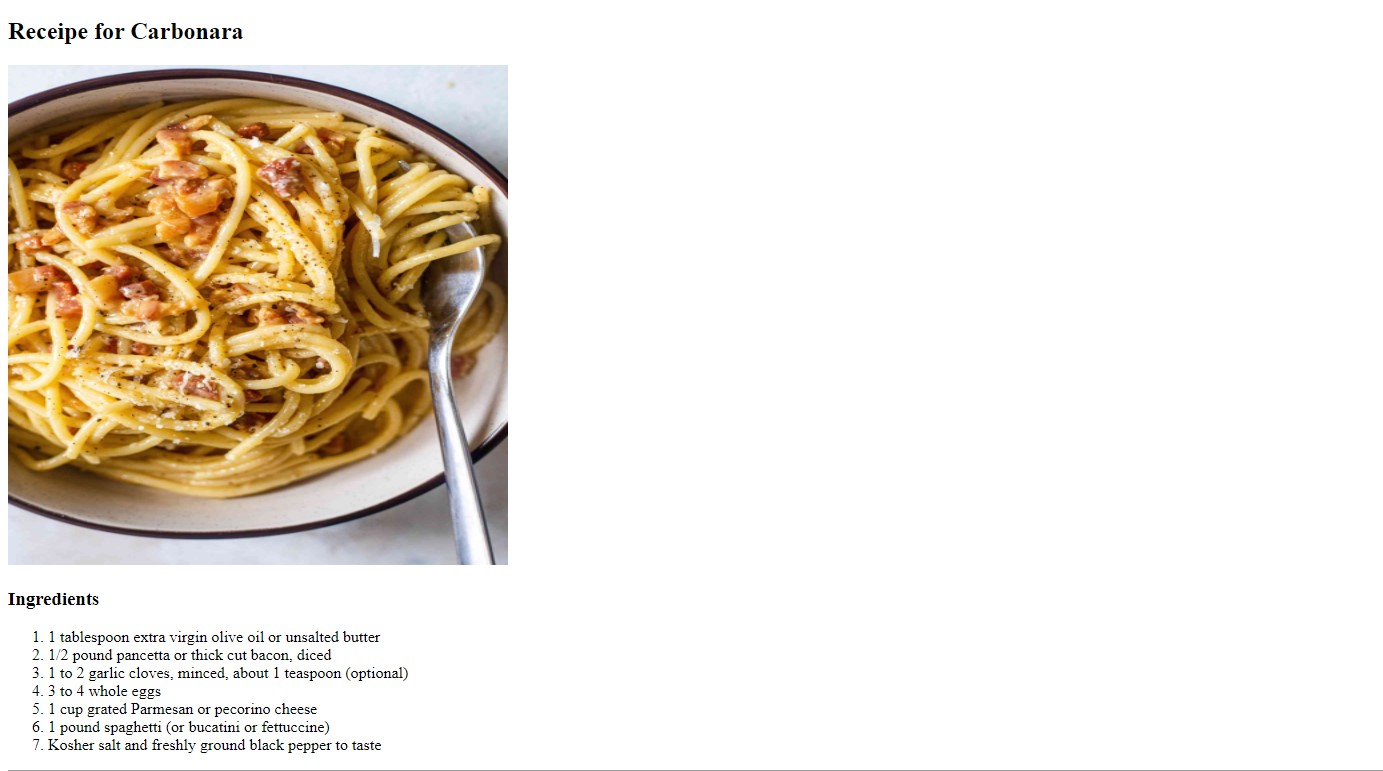 Receipe for Carbonara
Ingredients
1. 1 tablespoon extra virgin olive oil or unsalted butter
2. 1/2 pound pancetta or thick cut bacon, diced
3. 1 to 2 garlic cloves, minced, about 1 teaspoon (optional)
4. 3 to 4 whole eggs
5. 1 cup grated Parmesan or pecorino cheese
6. 1 pound spaghetti (or bucatini or fettuccine)
7. Kosher salt and freshly ground black pepper to taste